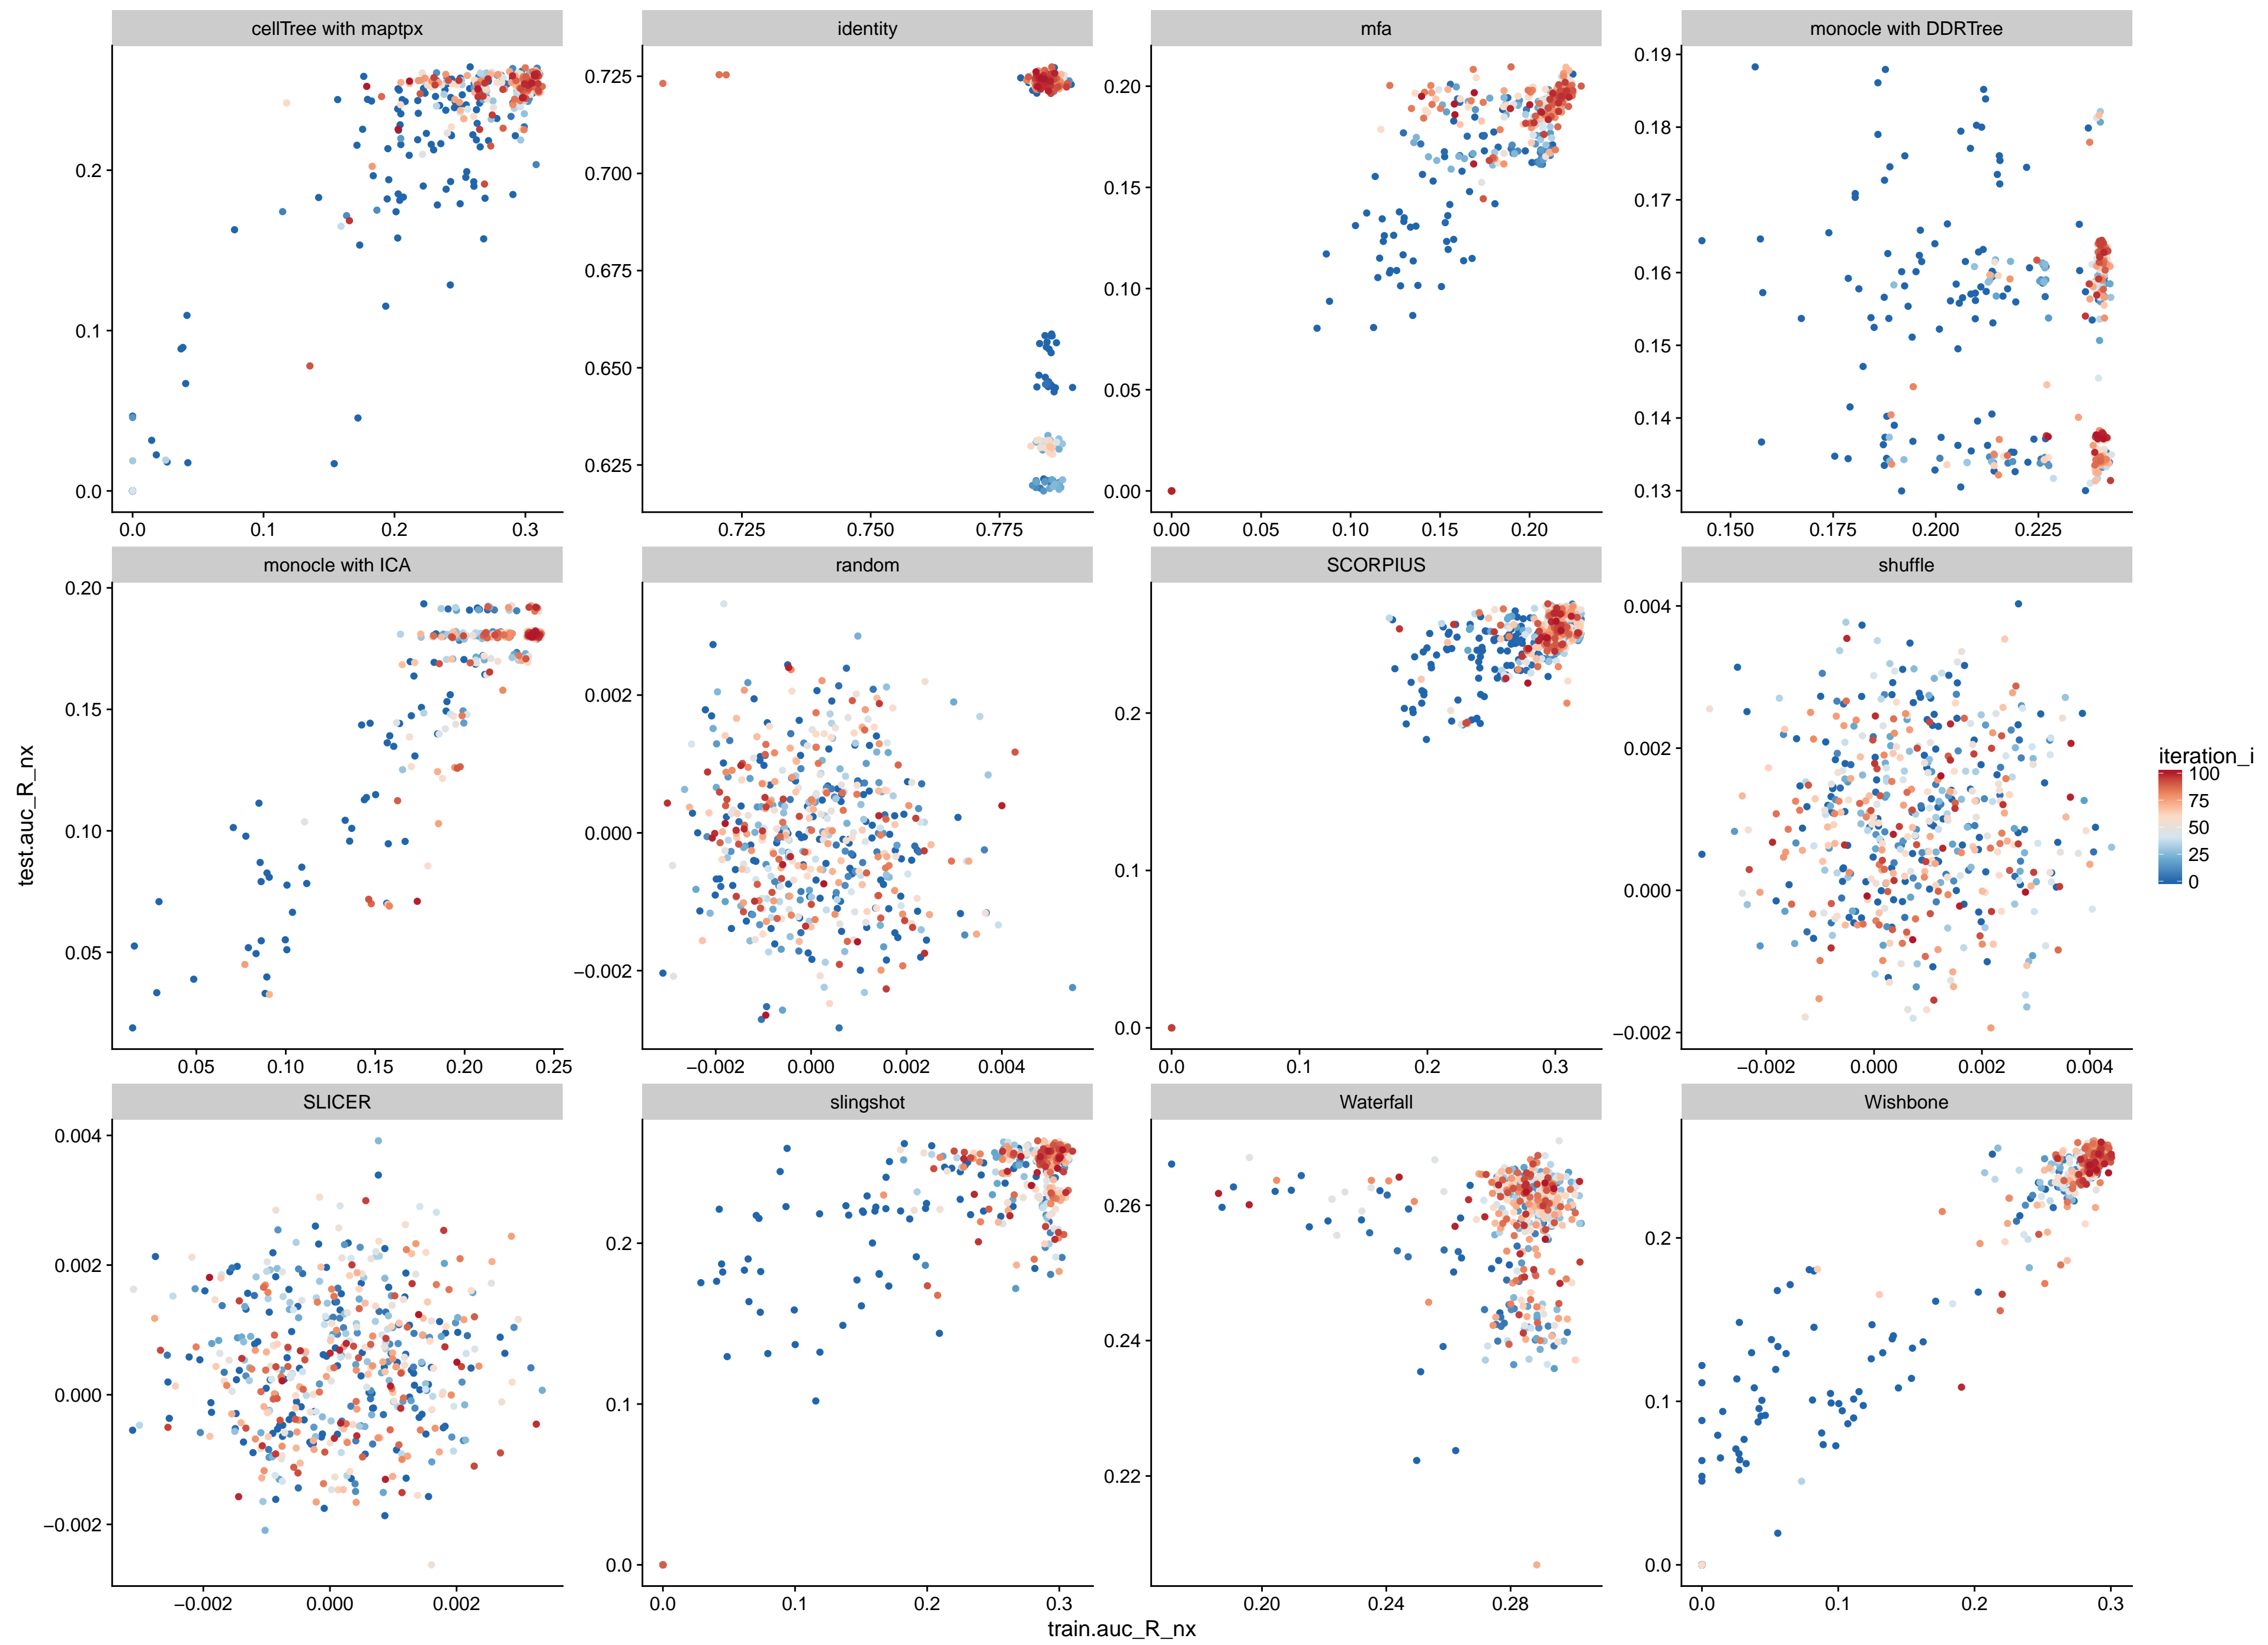 cellTree with maptpx
identity
mfa
monocle with DDRTree
0.2
0.1
0.0
0.0 0.1 0.2 0.3
0.725
0.700
0.675
0.650
0.625
0.725 0.750 0.775
0.20
0.15
0.10
0.05
0.00
0.00 0.05 0.10 0.15 0.20
0.19
0.18
0.17
0.16
0.15
0.14
0.13
0.150 0.175 0.200 0.225
monocle with ICA
random
SCORPIUS
shuffle
0.20
0.15
0.10
0.05
0.05 0.10 0.15 0.20 0.25
0.002
0.000
−0.002
−0.002 0.000 0.002 0.004
0.2
0.1
0.0
0.0 0.1 0.2 0.3
0.004
0.002
0.000
−0.002
−0.002 0.000 0.002 0.004
SLICER
slingshot
Waterfall
Wishbone
0.004
0.002
0.000
−0.002
−0.002 0.000 0.002
0.2
0.1
0.0
0.0 0.1 0.2 0.3
0.26
0.24
0.22
0.20 0.24 0.28
0.2
0.1
0.0
0.0 0.1 0.2 0.3
test.auc_R_nx
train.auc_R_nx
iteration_i
100
75
50
25
0